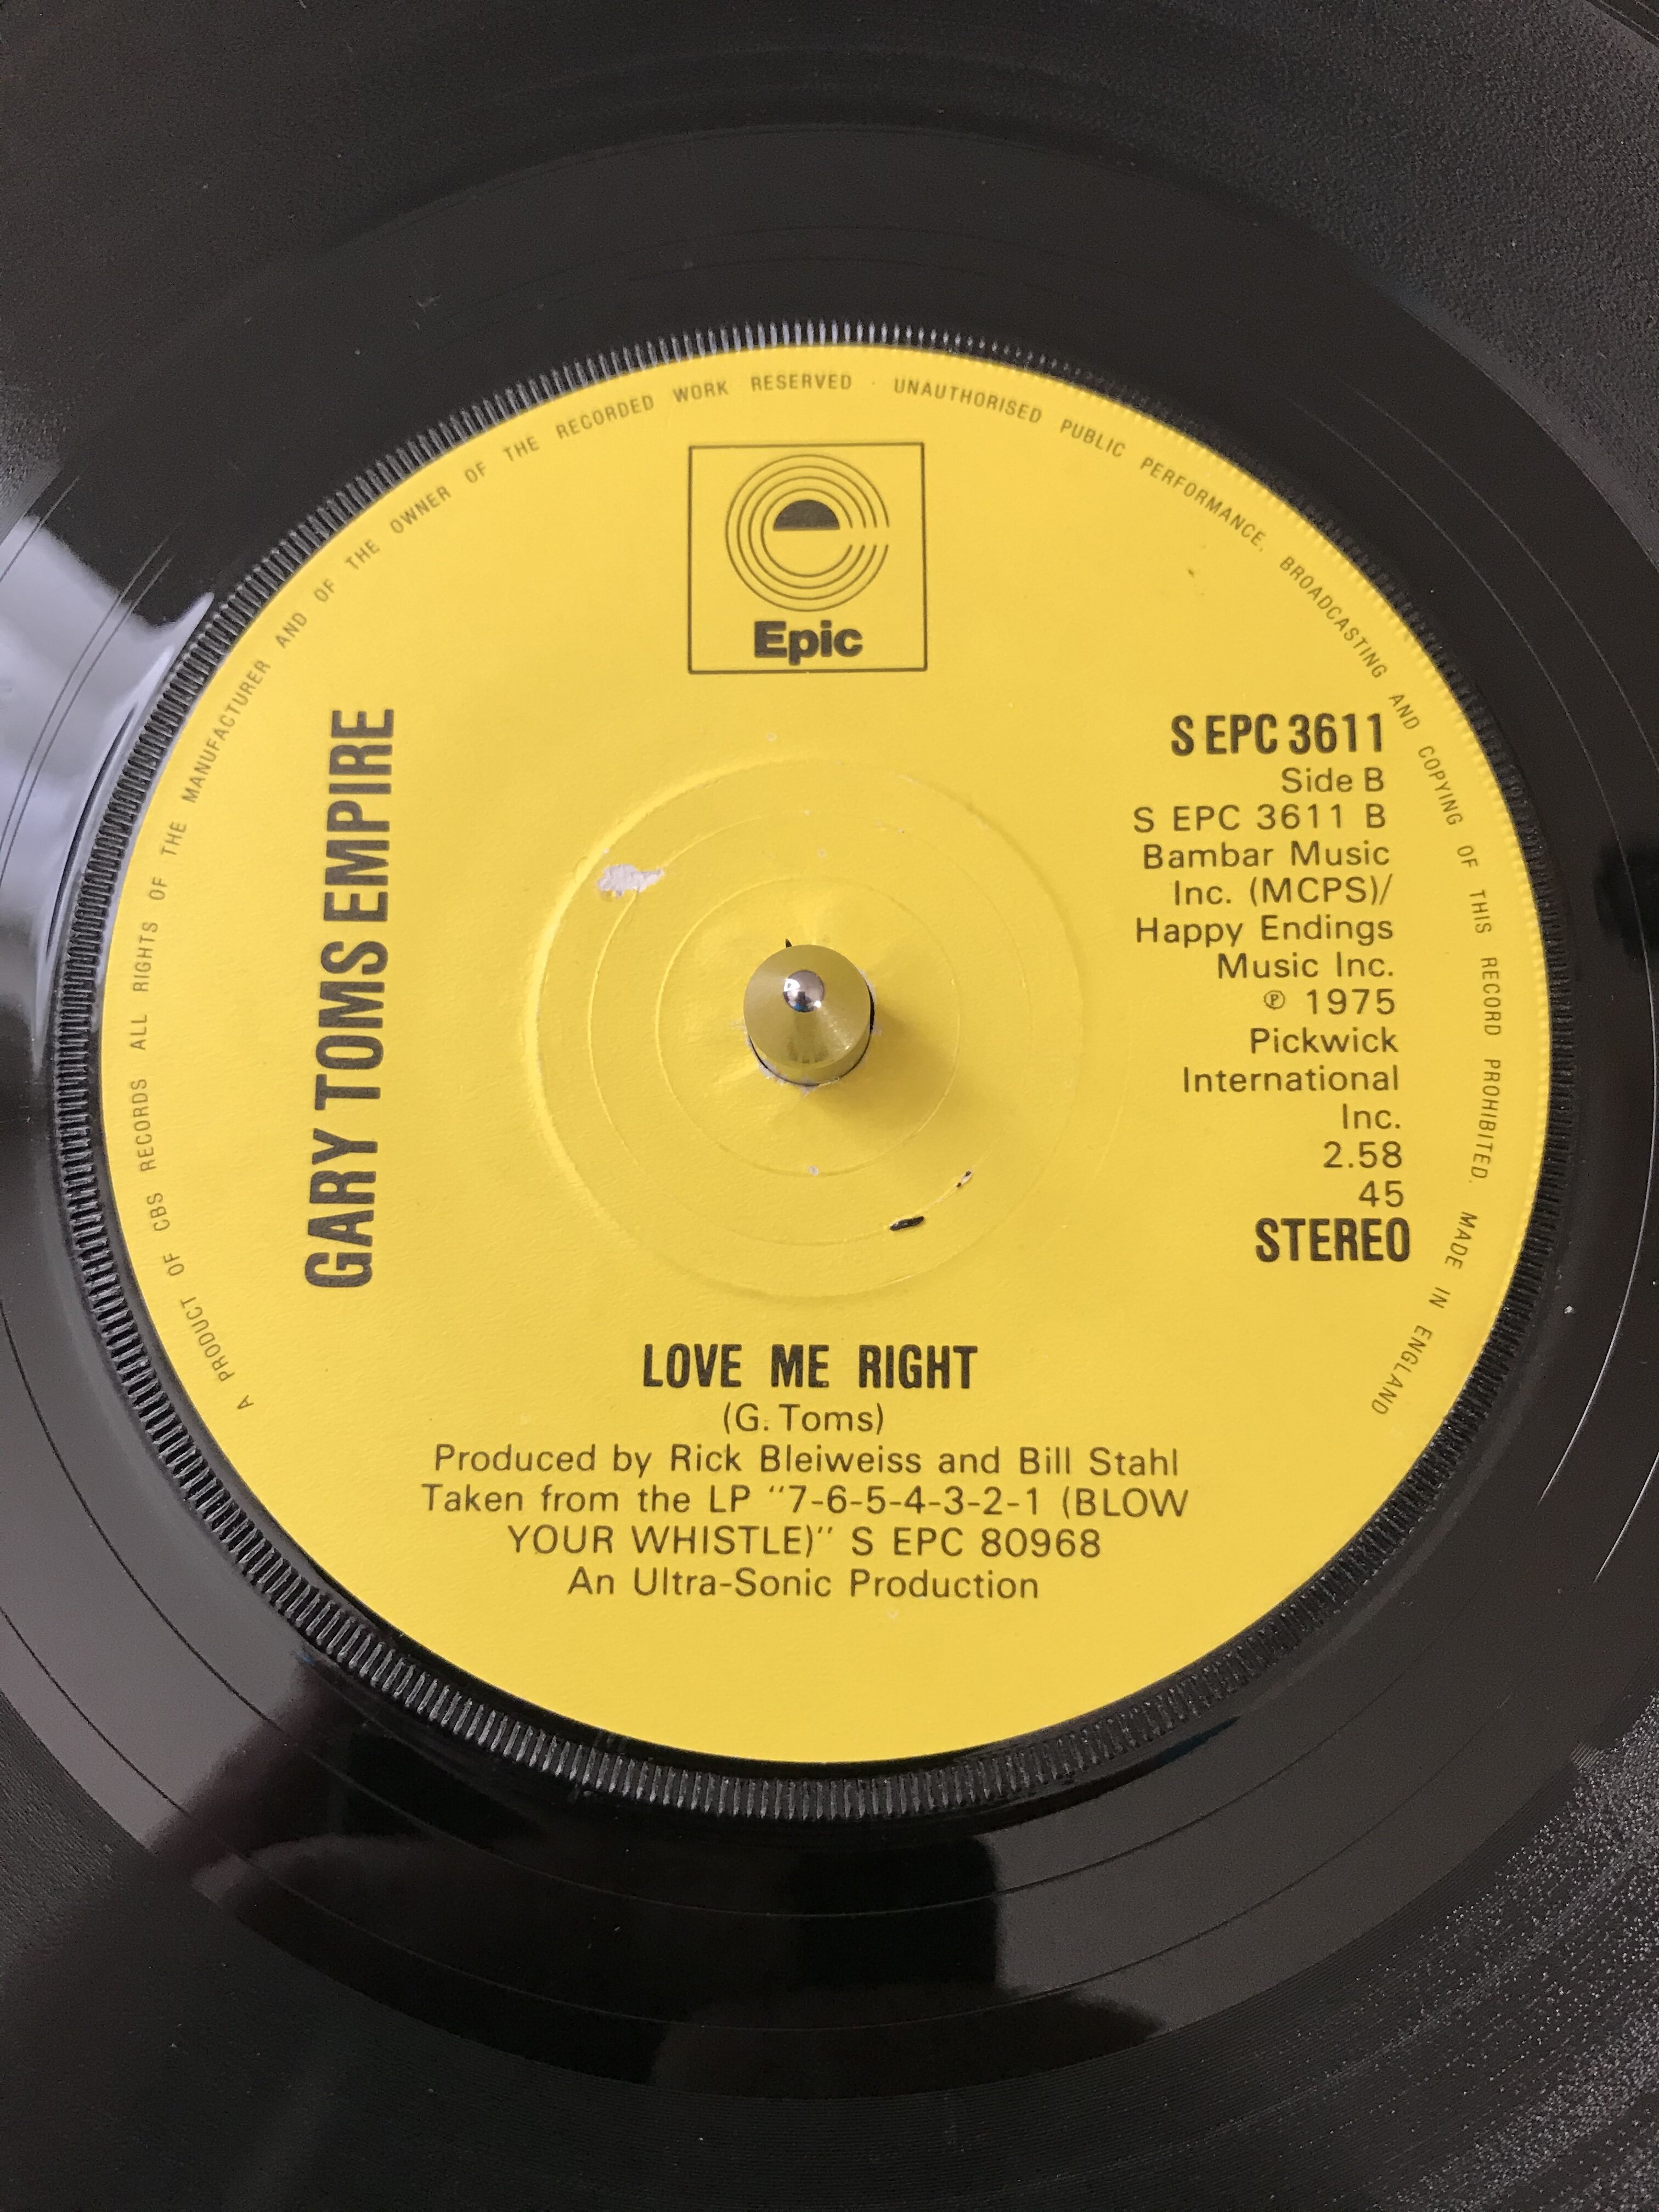 A PRODUCT OF CBS RECORDS ALL RIGHTS OF THE MANUFACTURER AND OF THE OWNER OF THE RECORDED WORK RESERVED · UNAUTHORISED PUBLIC PERFORMANCE, BROADCASTING AND COPYING OF THIS RECORD PROHIBITED. MADE IN ENGLAND
Epic
GARY TOMS EMPIRE
S EPC 3611
Side B
S EPC 3611 B
Bambar Music
Inc. (MCPS)/
Happy Endings
Music Inc.
℗ 1975
Pickwick
International
Inc.
2.58
45
STEREO
LOVE ME RIGHT
(G. Toms)
Produced by Rick Bleiweiss and Bill Stahl
Taken from the LP "7-6-5-4-3-2-1 (BLOW
YOUR WHISTLE)" S EPC 80968
An Ultra-Sonic Production